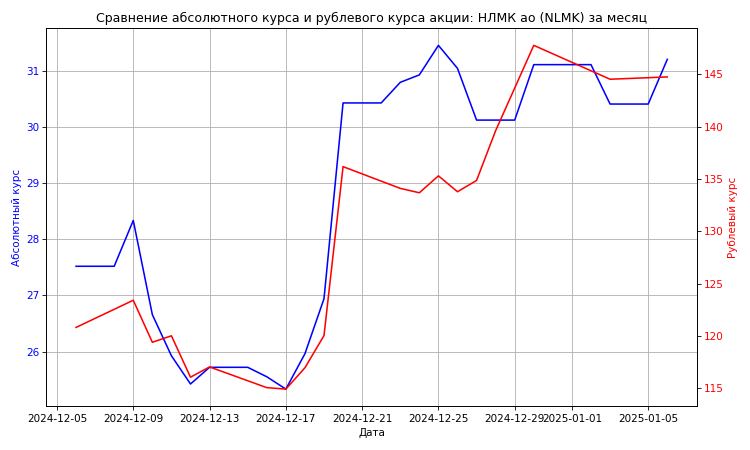 Сравнение абсолютного курса и рублевого курса акции: НЛМК ао (NLMK) за месяц
31
30
29
28
27
26
Абсолютный курс
145
140
135
130
125
120
115
Рублевый курс
2024-12-05 2024-12-09 2024-12-13 2024-12-17 2024-12-21 2024-12-25 2024-12-29 2025-01-01 2025-01-05
Дата